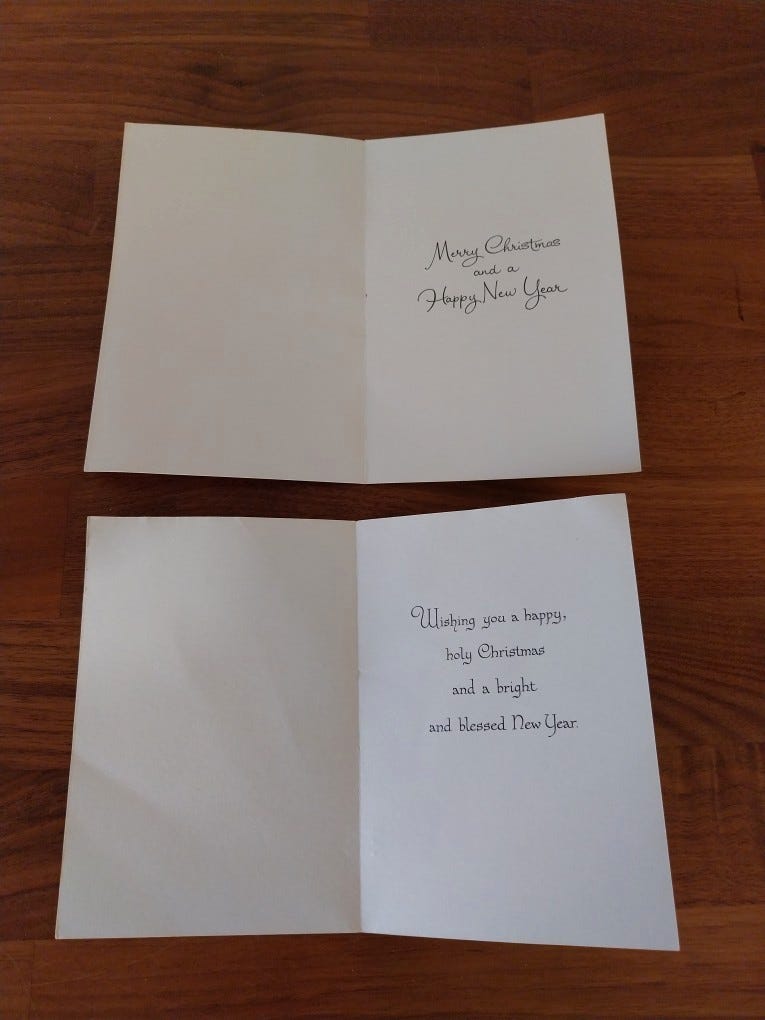 Merry Christmas
and a
Happy New Year
Wishing you a happy,
holy Christmas
and a bright
and blessed New Year.